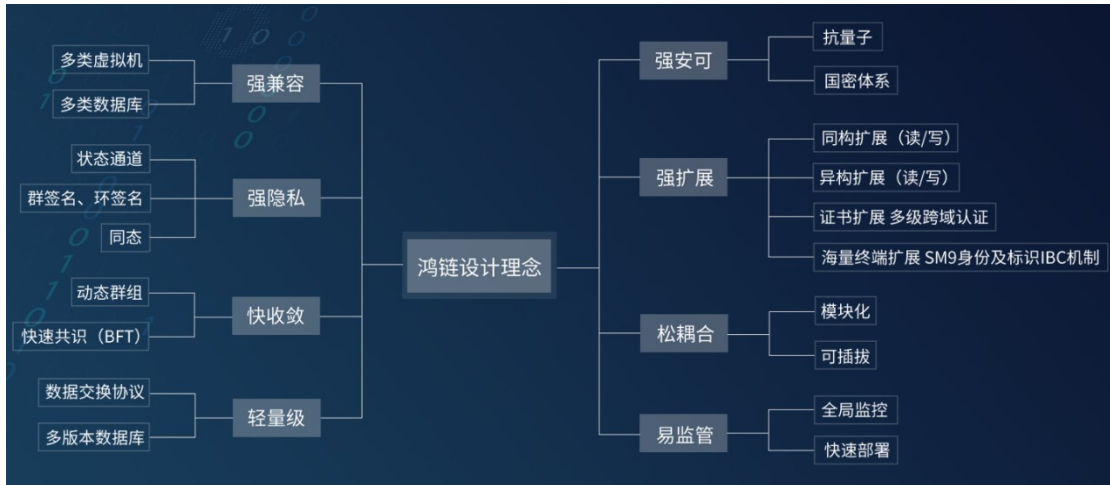 鸿链设计理念
强兼容
多类虚拟机
多类数据库
强隐私
状态通道
群签名、环签名
同态
快收敛
动态群组
快速共识（BFT）
轻量级
数据交换协议
多版本数据库
强安可
抗量子
国密体系
强扩展
同构扩展（读/写）
异构扩展（读/写）
证书扩展 多级跨域认证
海量终端扩展 SM9身份及标识IBC机制
松耦合
模块化
可插拔
易监管
全局监控
快速部署